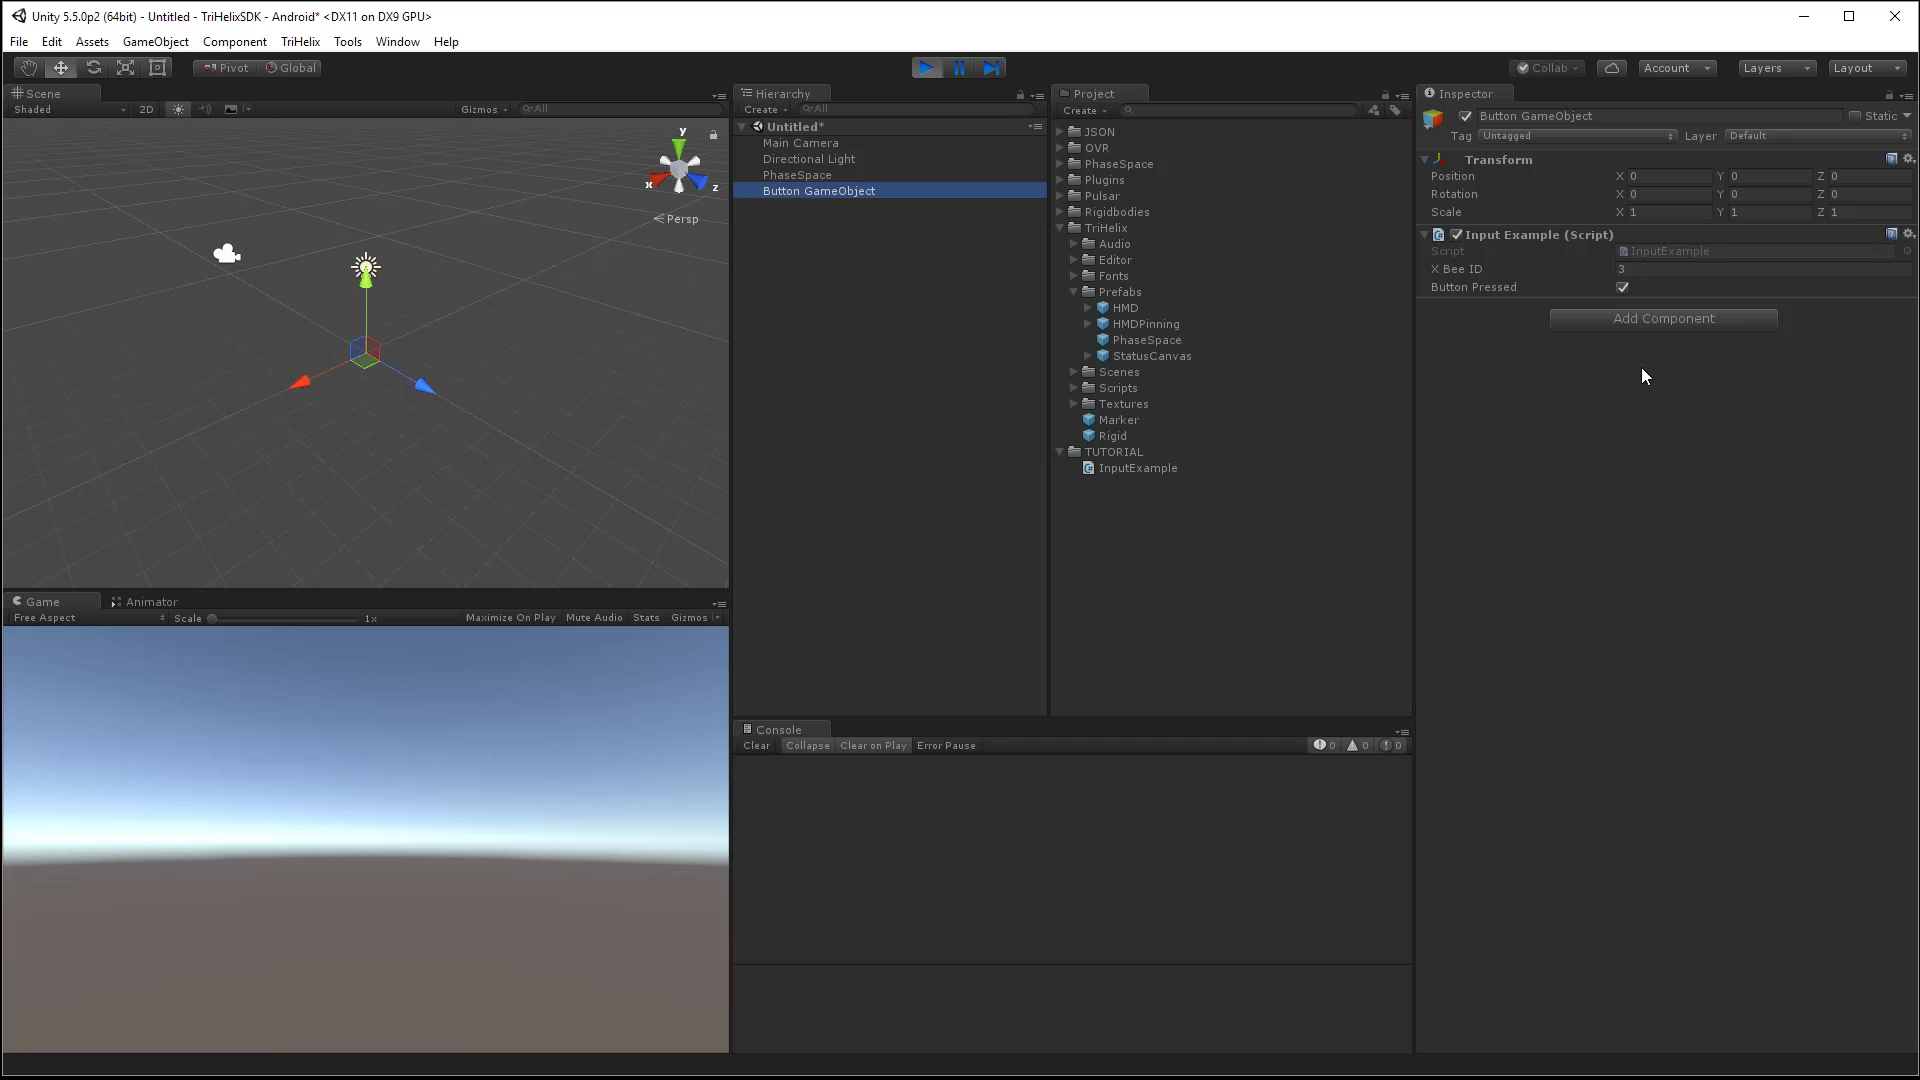 Unity 5.5.0p2 (64bit) - Untitled - TriHelixSDK - Android* <DX11 on DX9 GPU>
File Edit Assets GameObject Component TriHelix Tools Window Help
Pivot Global Collab Account Layers Layout
Scene
Shaded 2D Gizmos All
y
x z
Persp
Game Animator
Free Aspect Scale 1x Maximize On Play Mute Audio Stats Gizmos
Hierarchy
Create All
Untitled*
Main Camera
Directional Light
PhaseSpace
Button GameObject
Project
Create
JSON
OVR
PhaseSpace
Plugins
Pulsar
Rigidbodies
TriHelix
Audio
Editor
Fonts
Prefabs
HMD
HMDPinning
PhaseSpace
StatusCanvas
Scenes
Scripts
Textures
Marker
Rigid
TUTORIAL
InputExample
Console
Clear Collapse Clear on Play Error Pause 0 0 0
Inspector
Button GameObject Static
Tag Untagged Layer Default
Transform
Position X 0 Y 0 Z 0
Rotation X 0 Y 0 Z 0
Scale X 1 Y 1 Z 1
Input Example (Script)
Script InputExample
X Bee ID 3
Button Pressed
Add Component